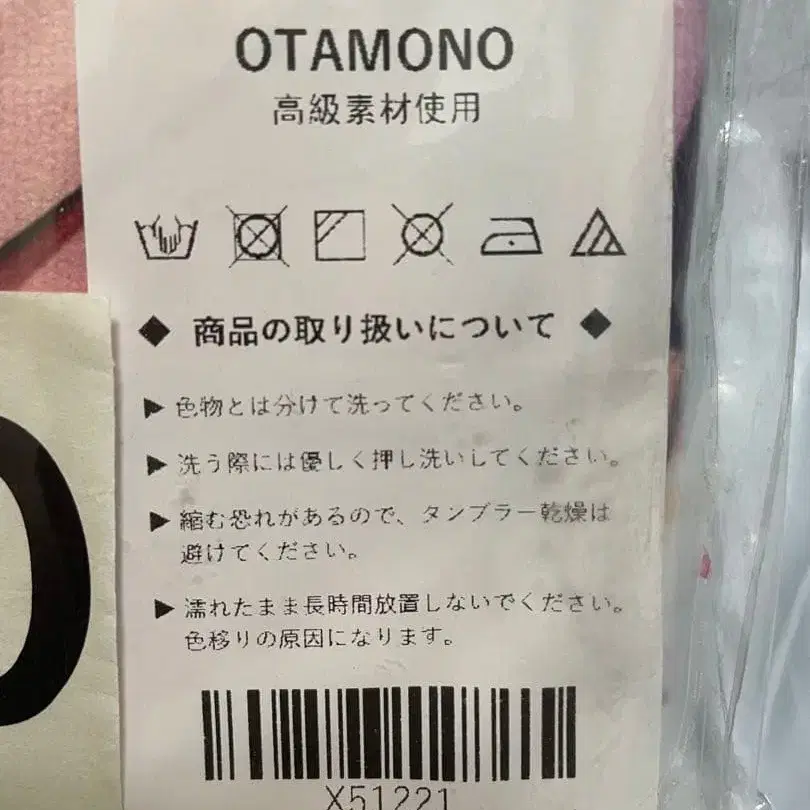 OTAMONO
高級素材使用
◆ 商品の取り扱いについて ◆
▶ 色物とは分けて洗ってください。
▶ 洗う際には優しく押し洗いしてください。
▶ 縮む恐れがあるので、タンブラー乾燥は
避けてください。
▶ 濡れたまま長時間放置しないでください。
色移りの原因になります。
X51221